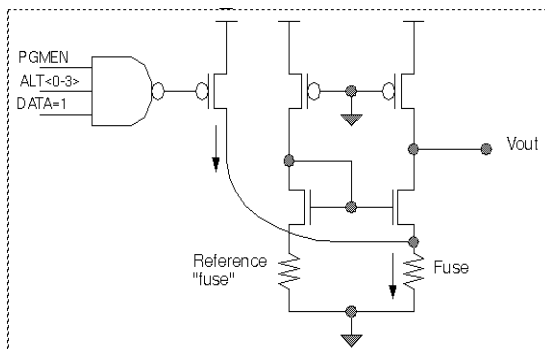 PGMEN
ALT<0-3>
DATA=1
Vout
Reference
"fuse"
Fuse